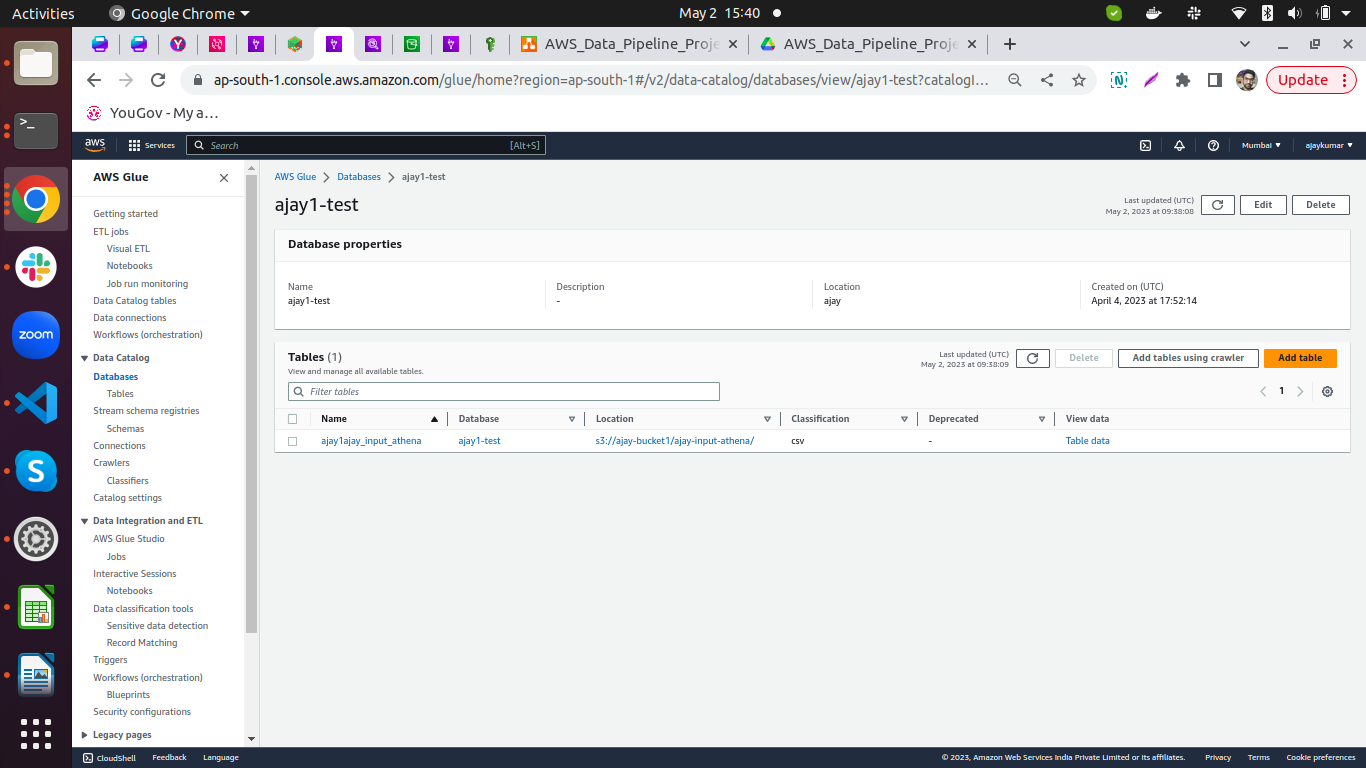 Activities
Google Chrome
May 2 15:40
AWS_Data_Pipeline_Proje
AWS_Data_Pipeline_Proje
ap-south-1.console.aws.amazon.com/glue/home?region=ap-south-1#/v2/data-catalog/databases/view/ajay1-test?catalogI…
Update
YouGov - My a…
aws
Services
Search
[Alt+S]
Mumbai
ajaykumar
AWS Glue
Getting started
ETL jobs
Visual ETL
Notebooks
Job run monitoring
Data Catalog tables
Data connections
Workflows (orchestration)
Data Catalog
Databases
Tables
Stream schema registries
Schemas
Connections
Crawlers
Classifiers
Catalog settings
Data Integration and ETL
AWS Glue Studio
Jobs
Interactive Sessions
Notebooks
Data classification tools
Sensitive data detection
Record Matching
Triggers
Workflows (orchestration)
Blueprints
Security configurations
Legacy pages
AWS Glue > Databases > ajay1-test
ajay1-test
Last updated (UTC)
May 2, 2023 at 09:38:08
Edit
Delete
Database properties
Name
ajay1-test
Description
-
Location
ajay
Created on (UTC)
April 4, 2023 at 17:52:14
Tables (1)
View and manage all available tables.
Last updated (UTC)
May 2, 2023 at 09:38:09
Delete
Add tables using crawler
Add table
Filter tables
1
Name Database Location Classification Deprecated View data
ajay1ajay_input_athena ajay1-test s3://ajay-bucket1/ajay-input-athena/ csv - Table data
zoom
CloudShell
Feedback
Language
© 2023, Amazon Web Services India Private Limited or its affiliates.
Privacy
Terms
Cookie preferences